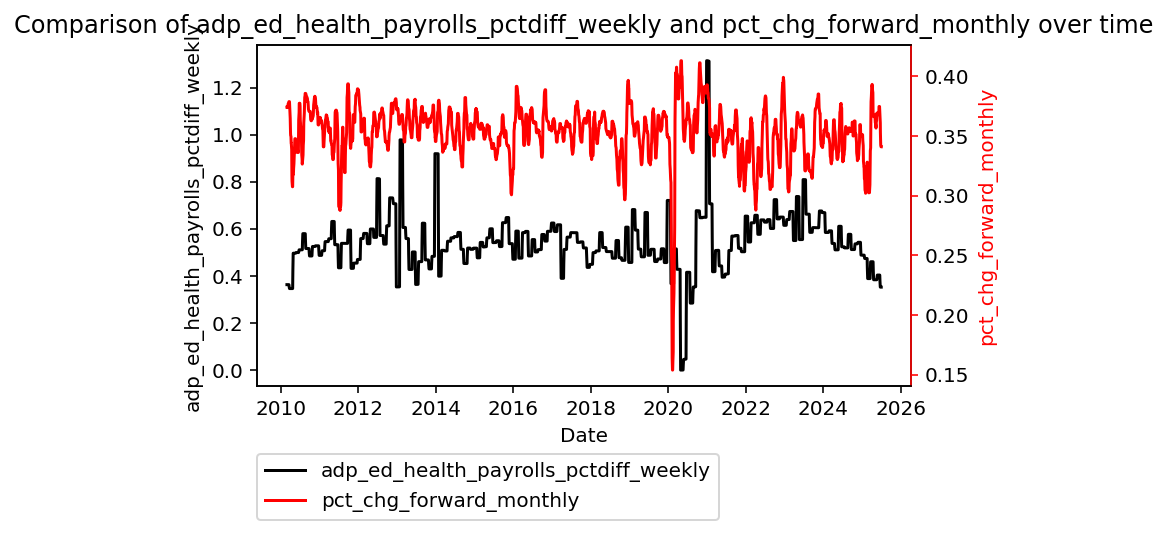 Comparison of adp_ed_health_payrolls_pctdiff_weekly and pct_chg_forward_monthly over time
adp_ed_health_payrolls_pctdiff_weekly
1.2
1.0
0.8
0.6
0.4
0.2
0.0
0.40
0.35
0.30
0.25
0.20
0.15
pct_chg_forward_monthly
2010 2012 2014 2016 2018 2020 2022 2024 2026
Date
adp_ed_health_payrolls_pctdiff_weekly
pct_chg_forward_monthly